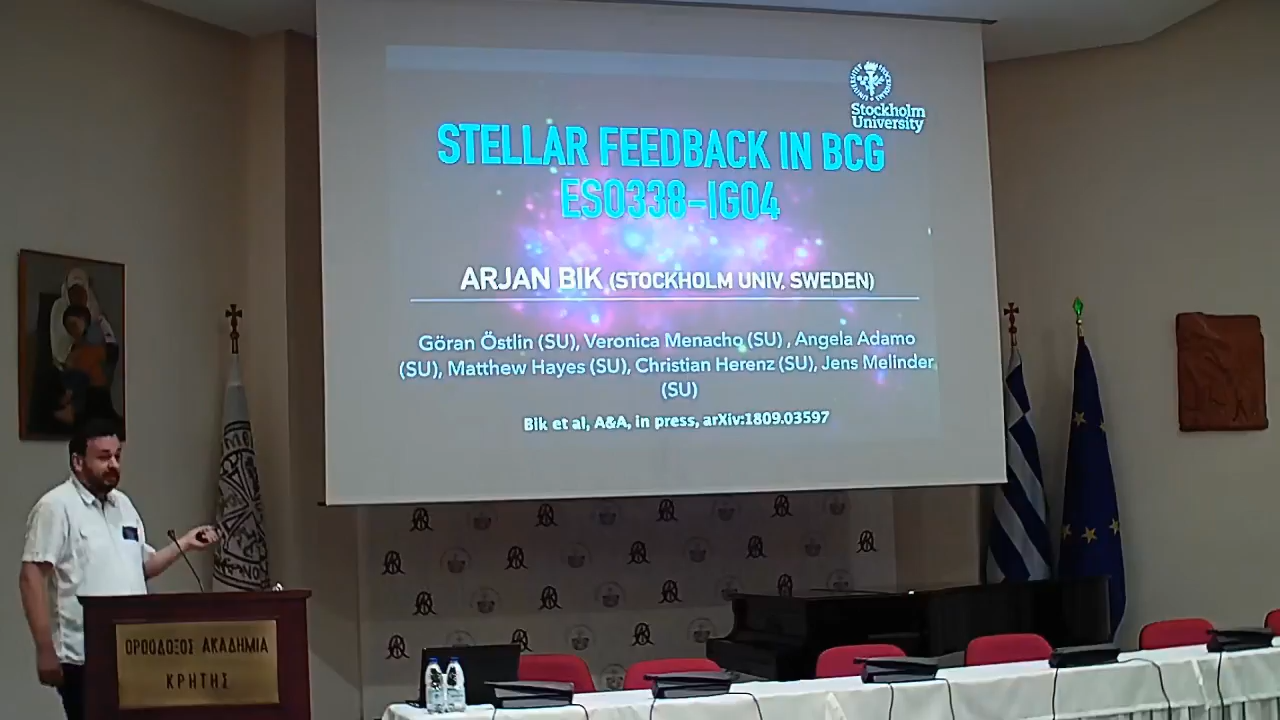 Stockholm
University
STELLAR FEEDBACK IN BCG
ESO338-IG04
ARJAN BIK (STOCKHOLM UNIV, SWEDEN)
Göran Östlin (SU), Veronica Menacho (SU) , Angela Adamo
(SU), Matthew Hayes (SU), Christian Herenz (SU), Jens Melinder
(SU)
Bik et al, A&A, in press, arXiv:1809.03597
ΟΡΘΟΔΟΞΟΣ ΑΚΑΔΗΜΙΑ
ΚΡΗΤΗΣ